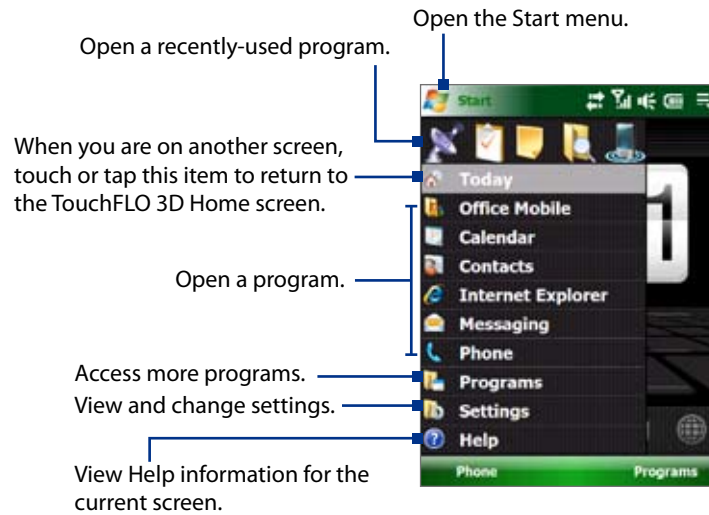 Open the Start menu.
Open a recently-used program.
Start
When you are on another screen,
touch or tap this item to return to
the TouchFLO 3D Home screen.
Today
Office Mobile
Calendar
Open a program.
Contacts
Internet Explorer
Messaging
Phone
Access more programs.
Programs
View and change settings.
Settings
Help
View Help information for the
current screen.
Phone
Programs
1